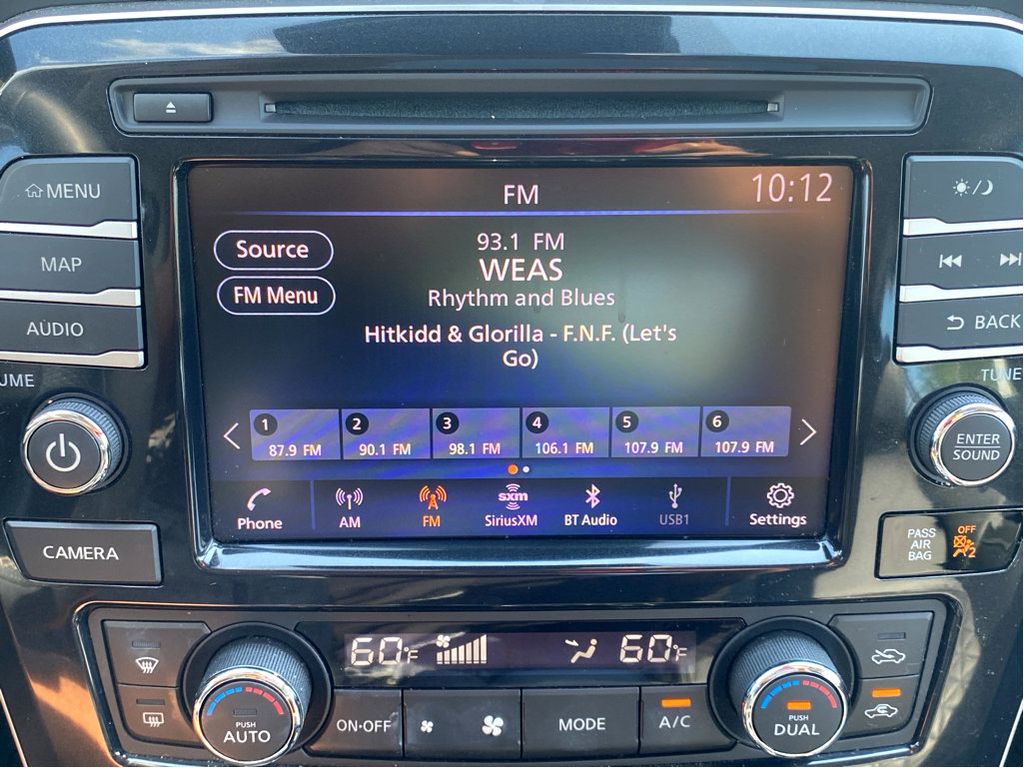 MENU
MAP
AUDIO
UME
CAMERA
FM
10:12
Source
FM Menu
93.1 FM
WEAS
Rhythm and Blues
Hitkidd & Glorilla - F.N.F. (Let's
Go)
1
87.9 FM
2
90.1 FM
3
98.1 FM
4
106.1 FM
5
107.9 FM
6
107.9 FM
Phone
AM
FM
sxm
SiriusXM
BT Audio
USB1
Settings
BACK
TUNE
ENTER
SOUND
PASS
AIR
BAG
OFF
2
60°F
60°F
PUSH
AUTO
ON·OFF
MODE
A/C
PUSH
DUAL